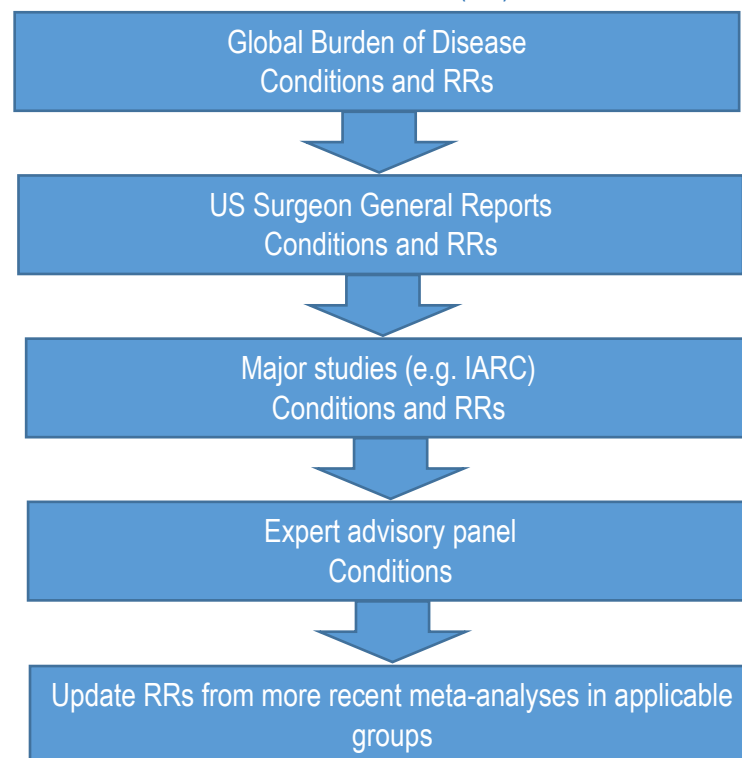 Global Burden of Disease
Conditions and RRs
US Surgeon General Reports
Conditions and RRs
Major studies (e.g. IARC)
Conditions and RRs
Expert advisory panel
Conditions
Update RRs from more recent meta-analyses in applicable
groups